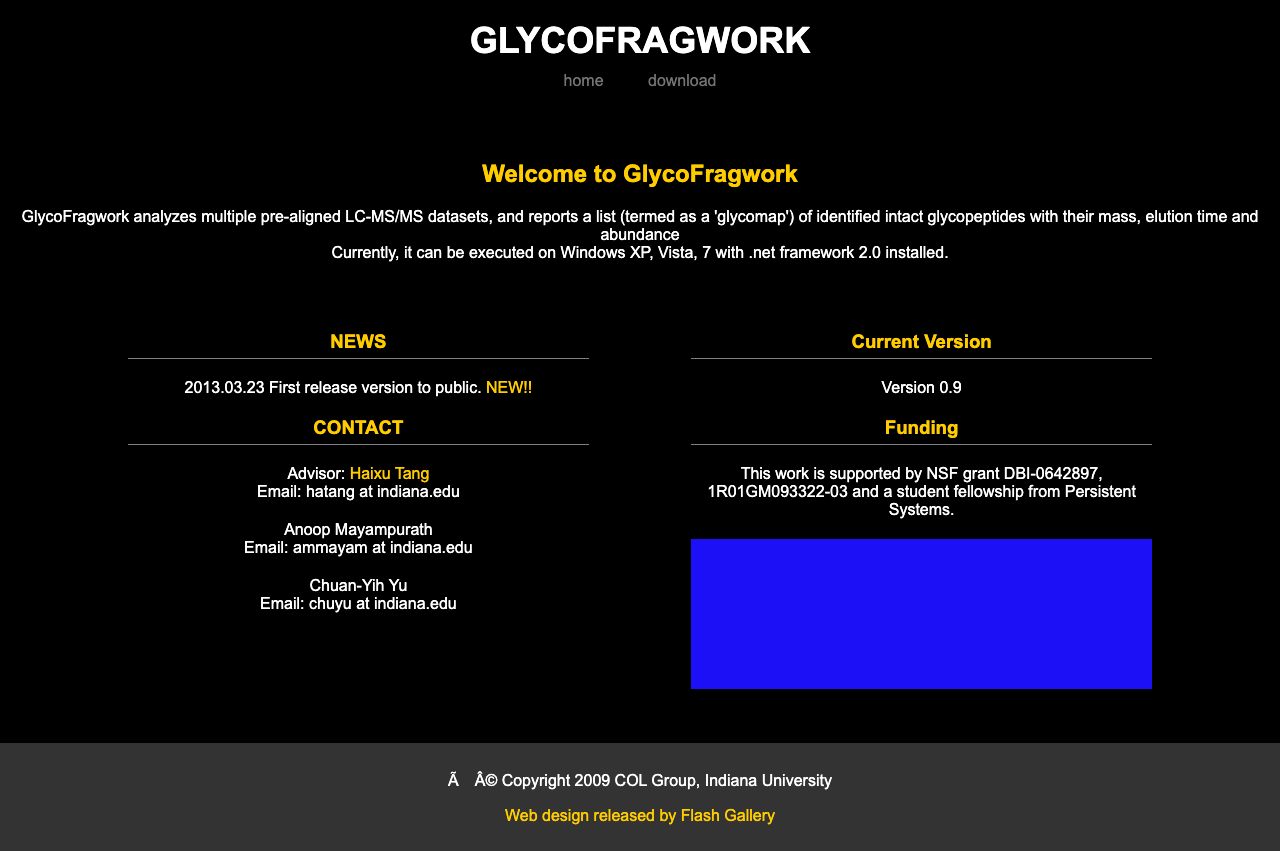 GLYCOFRAGWORK
home download
Welcome to GlycoFragwork
GlycoFragwork analyzes multiple pre-aligned LC-MS/MS datasets, and reports a list (termed as a 'glycomap') of identified intact glycopeptides with their mass, elution time and
abundance
Currently, it can be executed on Windows XP, Vista, 7 with .net framework 2.0 installed.
NEWS
2013.03.23 First release version to public. NEW!!
CONTACT
Advisor: Haixu Tang
Email: hatang at indiana.edu
Anoop Mayampurath
Email: ammayam at indiana.edu
Chuan-Yih Yu
Email: chuyu at indiana.edu
Current Version
Version 0.9
Funding
This work is supported by NSF grant DBI-0642897,
1R01GM093322-03 and a student fellowship from Persistent
Systems.
Ã Â© Copyright 2009 COL Group, Indiana University
Web design released by Flash Gallery